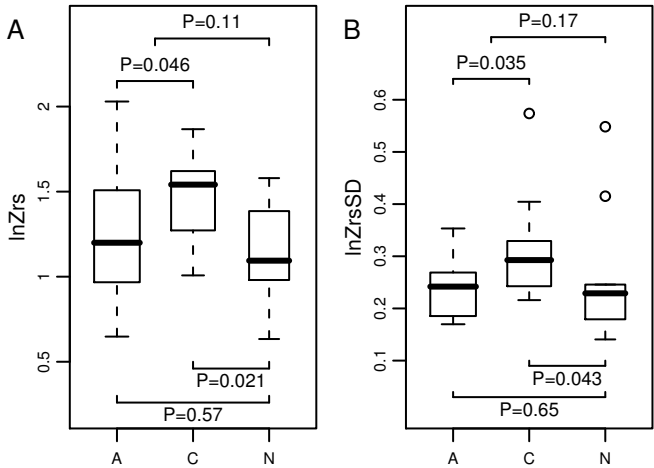 A
P=0.11
P=0.046
lnZrs
2
1.5
1
0.5
P=0.021
P=0.57
A C N
B
P=0.17
P=0.035
lnZrsSD
0.6
0.5
0.4
0.3
0.2
0.1
P=0.043
P=0.65
A C N